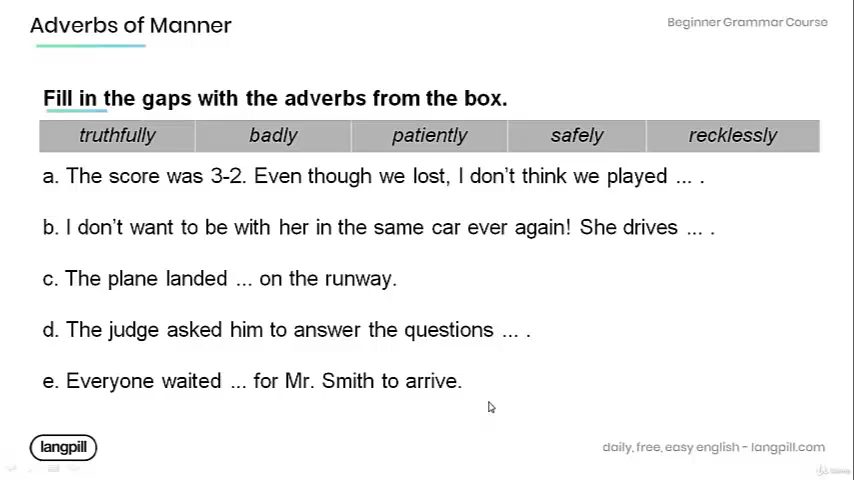 Adverbs of Manner
Beginner Grammar Course
Fill in the gaps with the adverbs from the box.
truthfully badly patiently safely recklessly
a. The score was 3-2. Even though we lost, I don't think we played ... .
b. I don't want to be with her in the same car ever again! She drives ... .
c. The plane landed ... on the runway.
d. The judge asked him to answer the questions ... .
e. Everyone waited ... for Mr. Smith to arrive.
langpill
daily, free, easy english - langpill.com